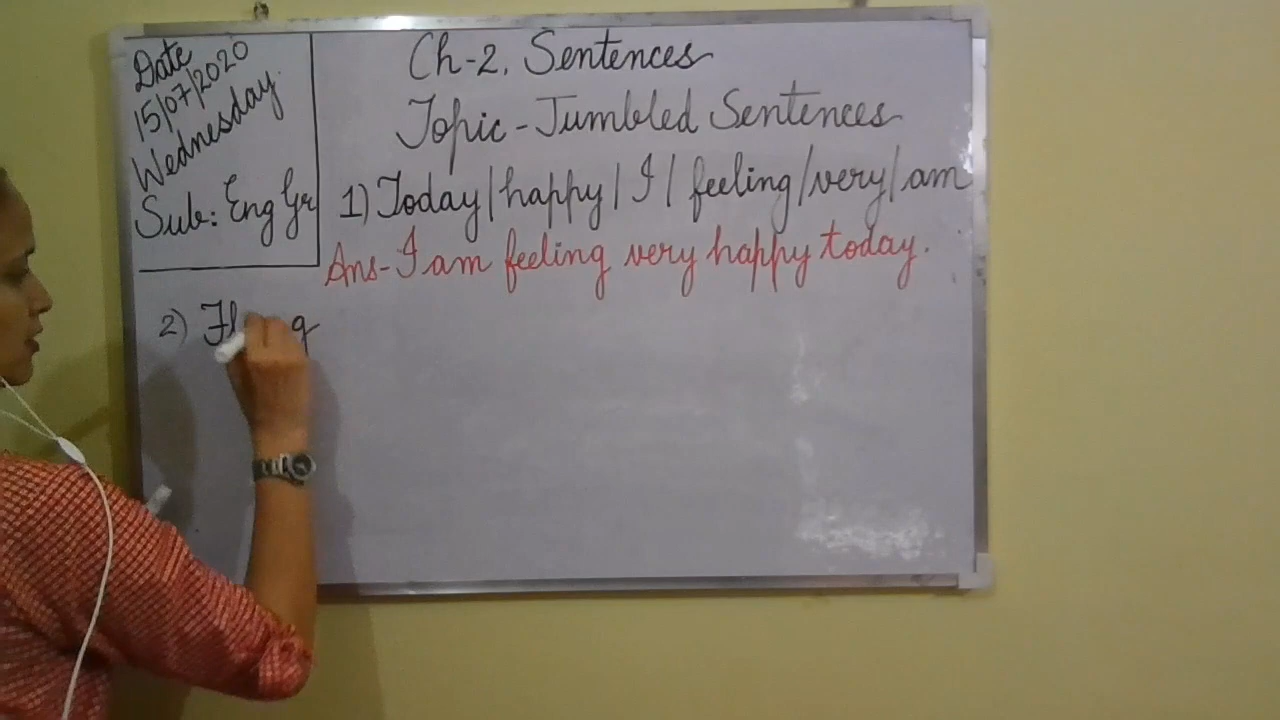 Date
15/07/2020
Wednesday.
Sub: Eng Gr
Ch-2. Sentences
Topic - Jumbled Sentences
1) Today/happy/I/feeling/very/am
Ans- I am feeling very happy today.
2)